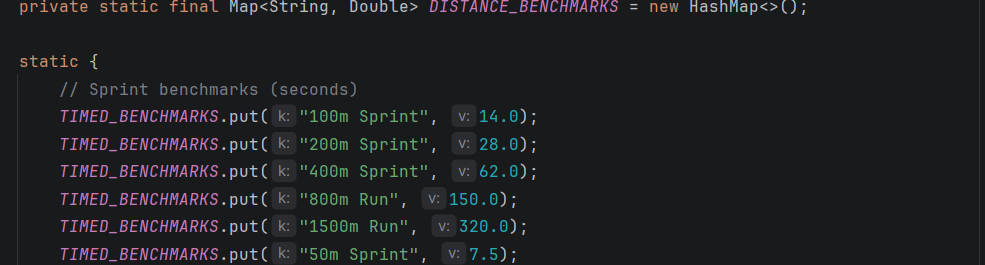 private static final Map<String, Double> DISTANCE_BENCHMARKS = new HashMap<>();
static {
// Sprint benchmarks (seconds)
TIMED_BENCHMARKS.put( k: "100m Sprint", v: 14.0);
TIMED_BENCHMARKS.put( k: "200m Sprint", v: 28.0);
TIMED_BENCHMARKS.put( k: "400m Sprint", v: 62.0);
TIMED_BENCHMARKS.put( k: "800m Run", v: 150.0);
TIMED_BENCHMARKS.put( k: "1500m Run", v: 320.0);
TIMED_BENCHMARKS.put( k: "50m Sprint", v: 7.5);